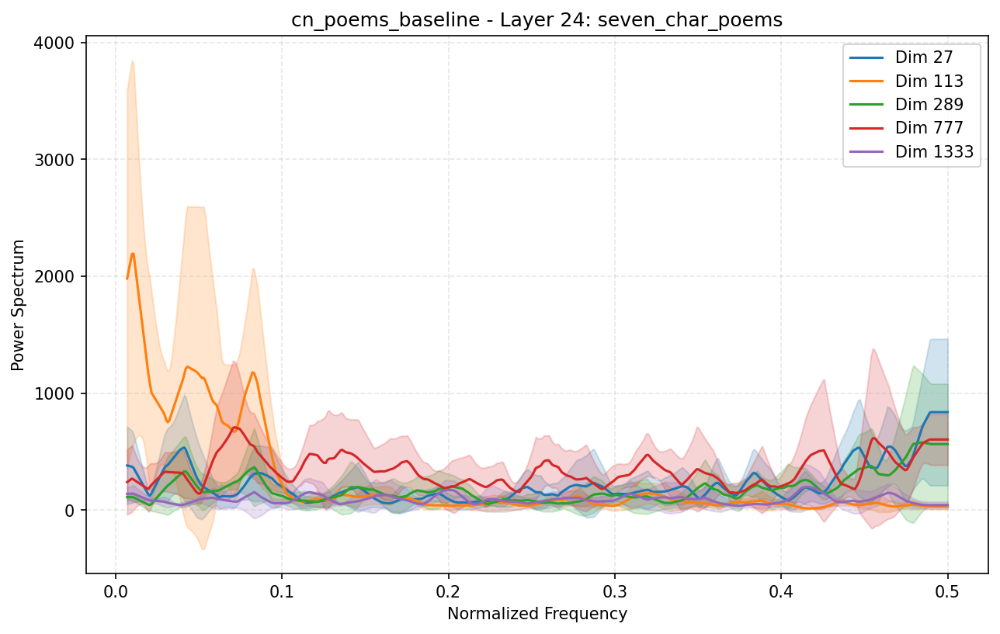 cn_poems_baseline - Layer 24: seven_char_poems
4000
3000
2000
1000
0
Power Spectrum
0.0
0.1
0.2
0.3
0.4
0.5
Normalized Frequency
Dim 27
Dim 113
Dim 289
Dim 777
Dim 1333